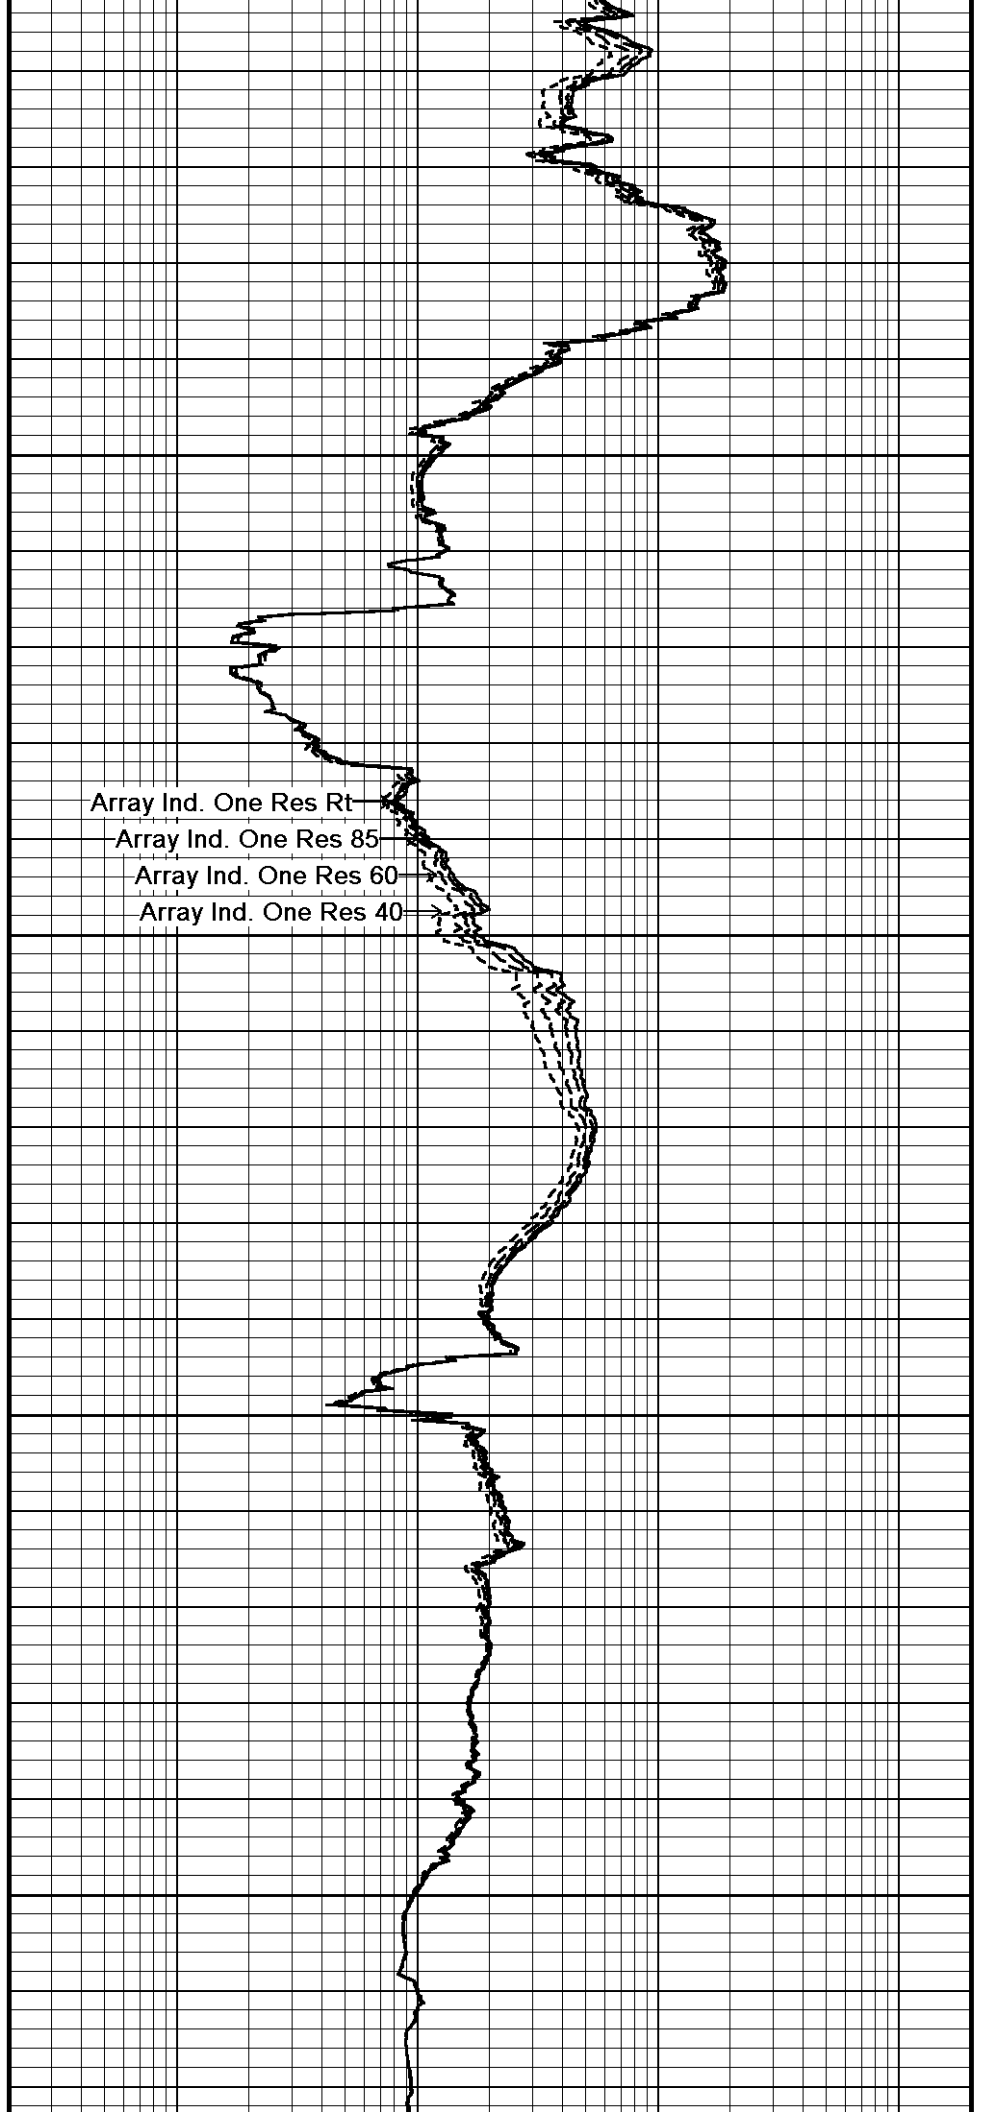 Array Ind. One Res Rt
Array Ind. One Res 85
Array Ind. One Res 60
Array Ind. One Res 40